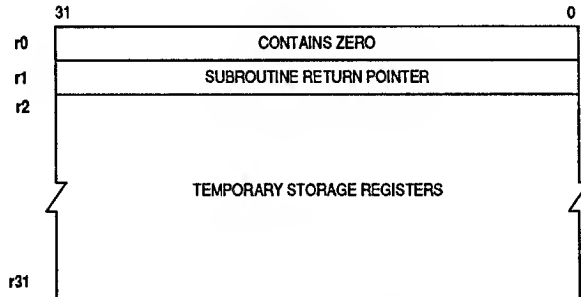 31 0
r0 CONTAINS ZERO
r1 SUBROUTINE RETURN POINTER
r2
TEMPORARY STORAGE REGISTERS
r31